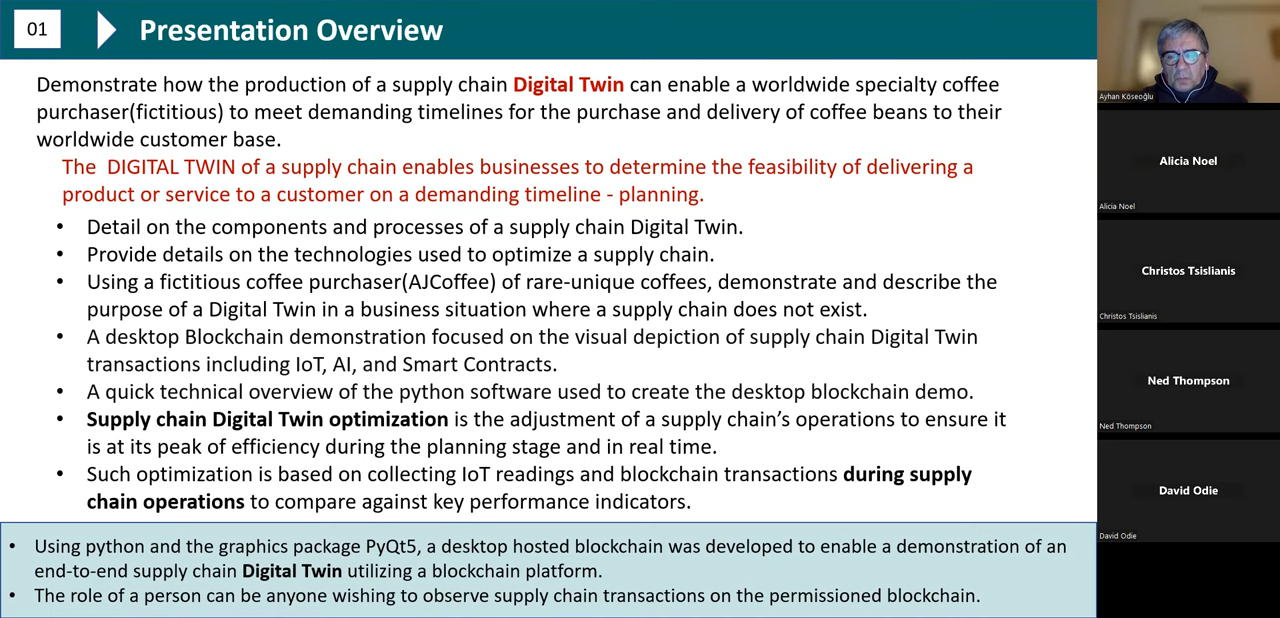 01
Presentation Overview
Demonstrate how the production of a supply chain Digital Twin can enable a worldwide specialty coffee
purchaser(fictitious) to meet demanding timelines for the purchase and delivery of coffee beans to their
worldwide customer base.
The DIGITAL TWIN of a supply chain enables businesses to determine the feasibility of delivering a
product or service to a customer on a demanding timeline - planning.
• Detail on the components and processes of a supply chain Digital Twin.
• Provide details on the technologies used to optimize a supply chain.
• Using a fictitious coffee purchaser(AJCoffee) of rare-unique coffees, demonstrate and describe the
purpose of a Digital Twin in a business situation where a supply chain does not exist.
• A desktop Blockchain demonstration focused on the visual depiction of supply chain Digital Twin
transactions including IoT, AI, and Smart Contracts.
• A quick technical overview of the python software used to create the desktop blockchain demo.
• Supply chain Digital Twin optimization is the adjustment of a supply chain’s operations to ensure it
is at its peak of efficiency during the planning stage and in real time.
• Such optimization is based on collecting IoT readings and blockchain transactions during supply
chain operations to compare against key performance indicators.
• Using python and the graphics package PyQt5, a desktop hosted blockchain was developed to enable a demonstration of an
end-to-end supply chain Digital Twin utilizing a blockchain platform.
• The role of a person can be anyone wishing to observe supply chain transactions on the permissioned blockchain.
Ayhan Köseoğlu
Alicia Noel
Alicia Noel
Christos Tsislianis
Christos Tsislianis
Ned Thompson
Ned Thompson
David Odie
David Odie